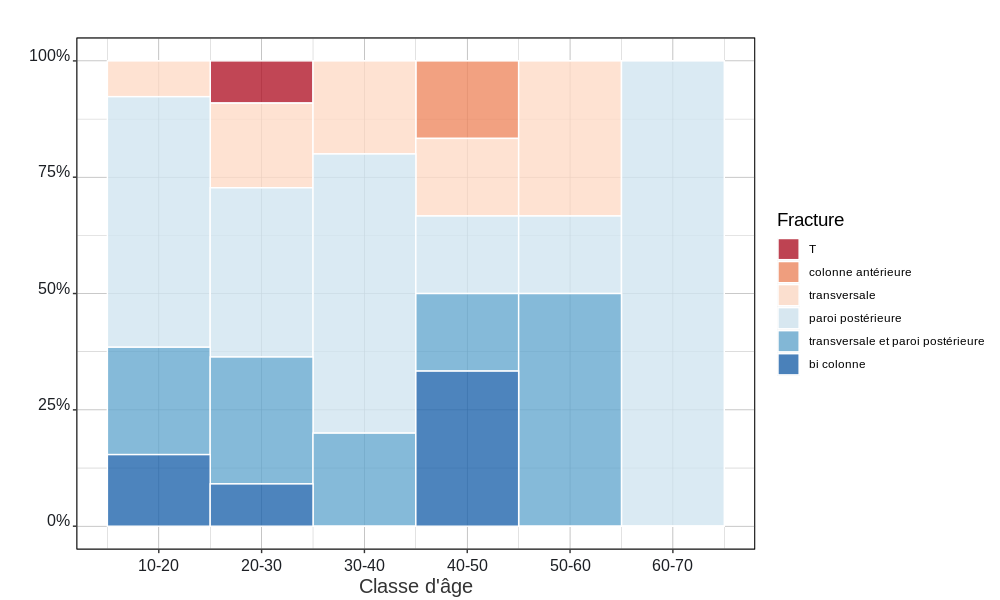 100%
75%
50%
25%
0%
10-20 20-30 30-40 40-50 50-60 60-70
Classe d'âge
Fracture
T
colonne antérieure
transversale
paroi postérieure
transversale et paroi postérieure
bi colonne